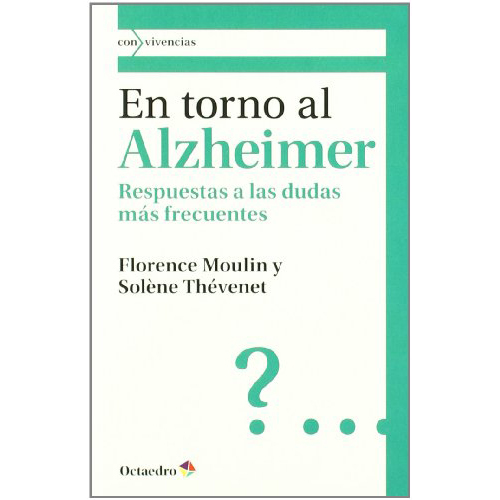 con vivencias
En torno al
Alzheimer
Respuestas a las dudas
más frecuentes
Florence Moulin y
Solène Thévenet
?...
Octaedro